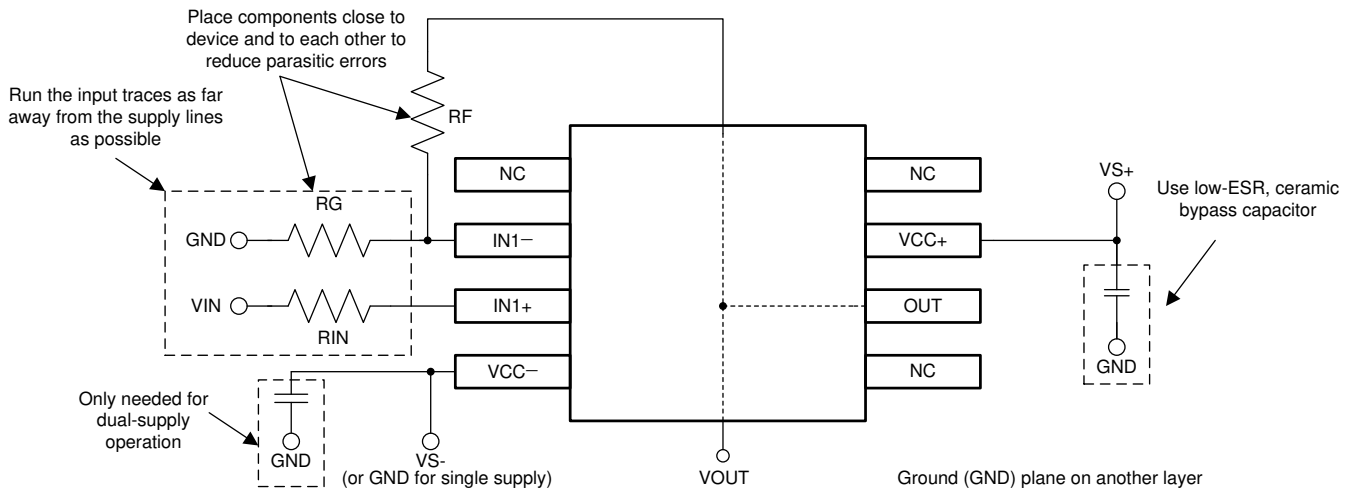 Place components close to
device and to each other to
reduce parasitic errors
Run the input traces as far
away from the supply lines
as possible
RF
NC
NC
VS+
Use low-ESR, ceramic
bypass capacitor
RG
GND
IN1−
VCC+
VIN
IN1+
OUT
RIN
VCC−
NC
GND
Only needed for
dual-supply
operation
GND
VS-
(or GND for single supply)
VOUT
Ground (GND) plane on another layer